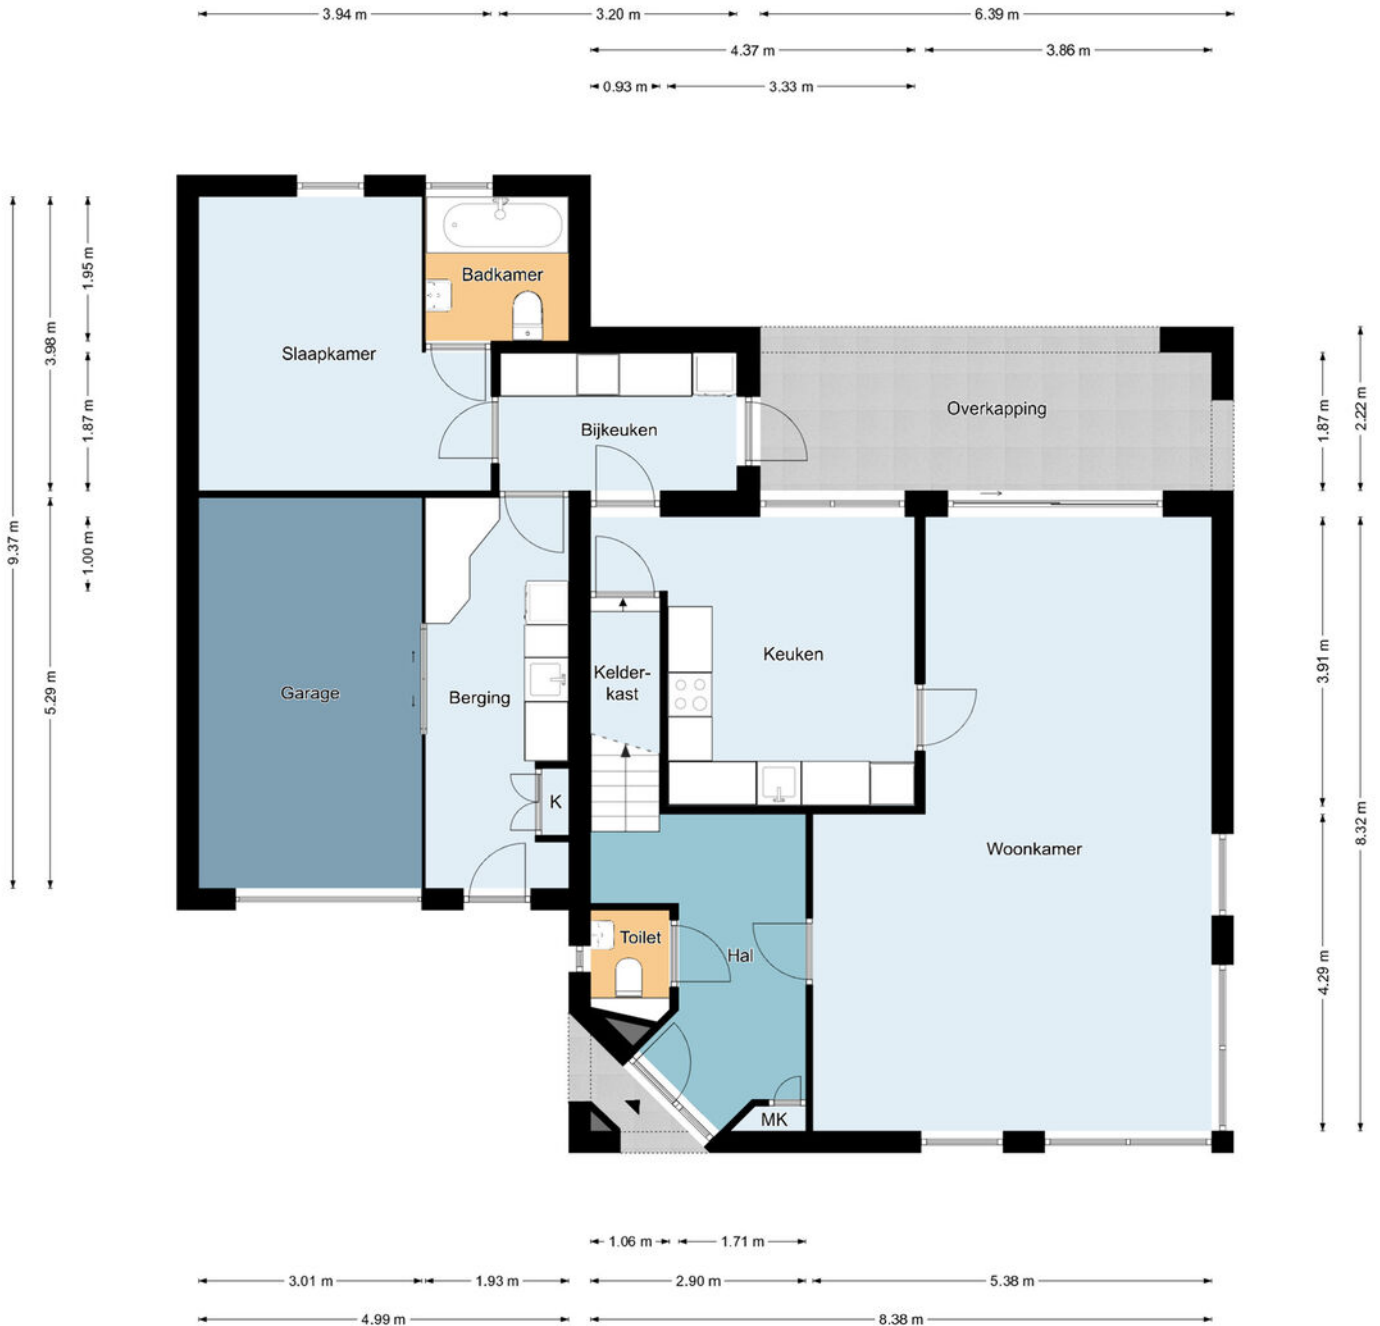 3.94 m
3.20 m
6.39 m
4.37 m
3.86 m
0.93 m
3.33 m
9.37 m
3.98 m
5.29 m
1.95 m
1.87 m
1.00 m
Badkamer
Slaapkamer
Bijkeuken
Overkapping
Garage
Berging
Kelder-
kast
Keuken
K
Woonkamer
Toilet
Hal
MK
1.87 m
2.22 m
3.91 m
8.32 m
4.29 m
1.06 m
1.71 m
3.01 m
1.93 m
2.90 m
5.38 m
4.99 m
8.38 m